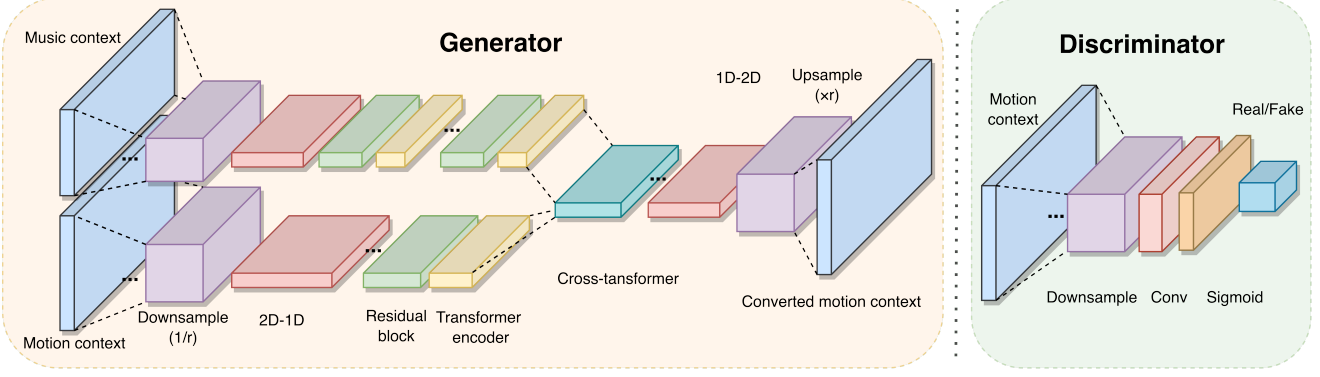 Generator
Music context
Motion context
Downsample
(1/r)
2D-1D
...
Residual
block
Transformer
encoder
Cross-tansformer
1D-2D
Upsample
(×r)
Converted motion context
Discriminator
Motion
context
Real/Fake
Downsample
Conv
Sigmoid